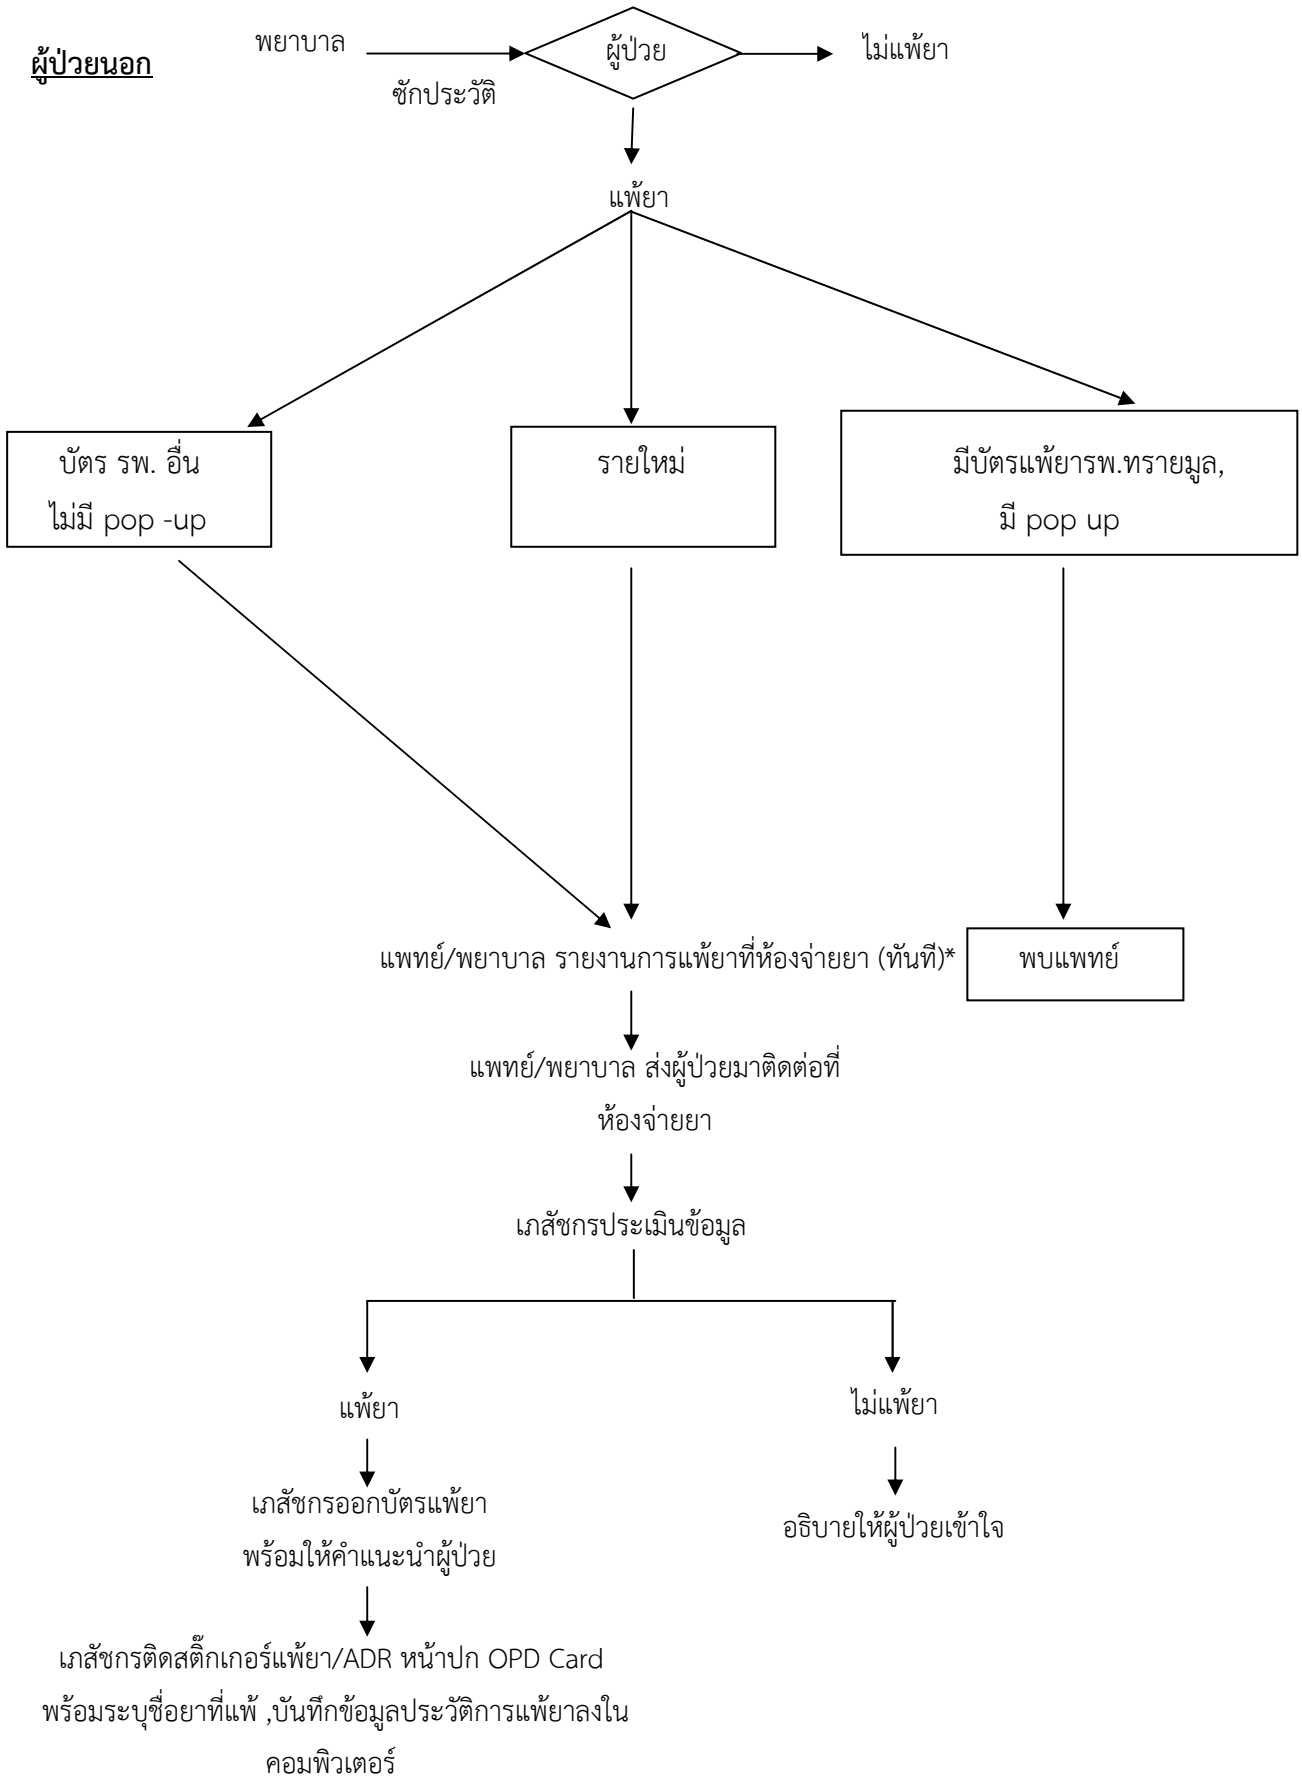 ผู้ป่วยนอก
พยาบาล
ซักประวัติ
ผู้ป่วย
ไม่แพ้ยา
แพ้ยา
บัตร รพ. อื่น
ไม่มี pop -up
รายใหม่
มีบัตรแพ้ยารพ.ทรายมูล,
มี pop up
แพทย์/พยาบาล รายงานการแพ้ยาที่ห้องจ่ายยา (ทันที)*
พบแพทย์
แพทย์/พยาบาล ส่งผู้ป่วยมาติดต่อที่
ห้องจ่ายยา
เภสัชกรประเมินข้อมูล
แพ้ยา
ไม่แพ้ยา
เภสัชกรออกบัตรแพ้ยา
พร้อมให้คำแนะนำผู้ป่วย
อธิบายให้ผู้ป่วยเข้าใจ
เภสัชกรติดสติ๊กเกอร์แพ้ยา/ADR หน้าปก OPD Card
พร้อมระบุชื่อยาที่แพ้ ,บันทึกข้อมูลประวัติการแพ้ยาลงใน
คอมพิวเตอร์